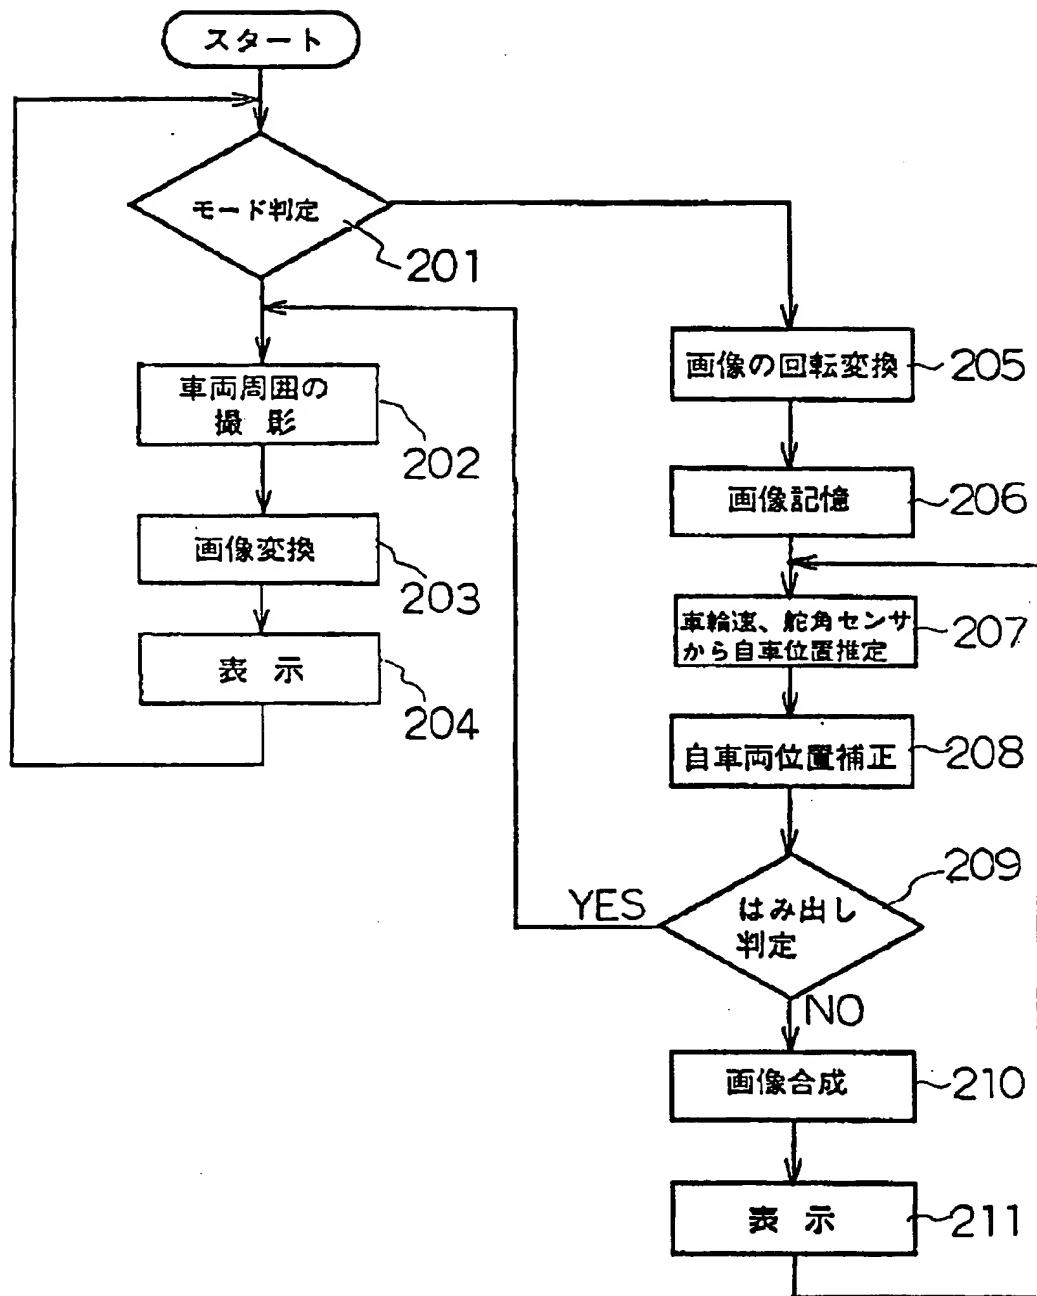 スタート
モード判定
201
車両周囲の
撮 影
202
画像変換
203
表 示
204
画像の回転変換
205
画像記憶
206
車輪速、舵角センサ
から自車位置推定
207
自車両位置補正
208
はみ出し
判定
209
YES
NO
画像合成
210
表 示
211